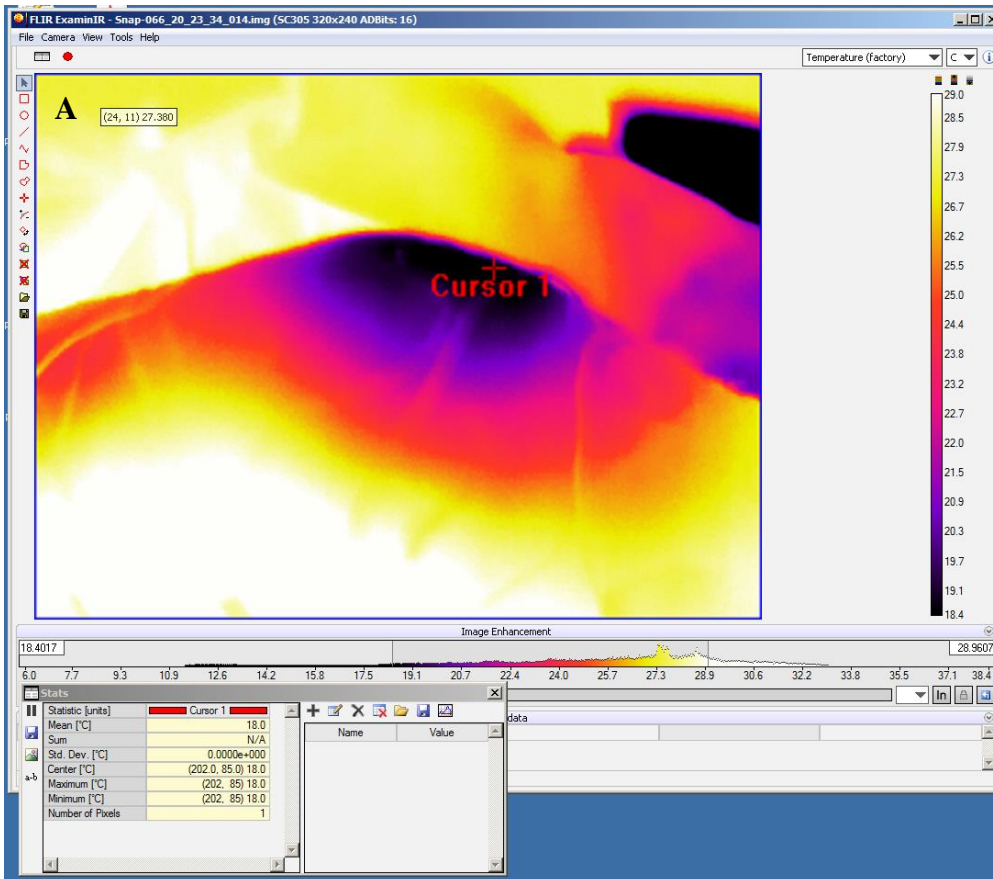 FLIR ExaminIR - Snap-066_20_23_34_014.img (SC305 320x240 ADBits: 16)
File Camera View Tools Help
Temperature (factory) C
A
(24, 11) 27.380
Cursor 1
29.0
28.5
27.9
27.3
26.7
26.2
25.5
25.0
24.4
23.8
23.2
22.7
22.0
21.5
20.9
20.3
19.7
19.1
18.4
Image Enhancement
18.4017 28.9607
6.0 7.7 9.3 10.9 12.6 14.2 15.8 17.5 19.1 20.7 22.4 24.0 25.7 27.3 28.9 30.6 32.2 33.8 35.5 37.1 38.4
In
Stats
Statistic [units] Cursor 1
Mean [°C] 18.0
Sum N/A
Std. Dev. [°C] 0.0000e+000
Center [°C] (202.0, 85.0) 18.0
Maximum [°C] (202, 85) 18.0
Minimum [°C] (202, 85) 18.0
Number of Pixels 1
a-b
Name Value
data